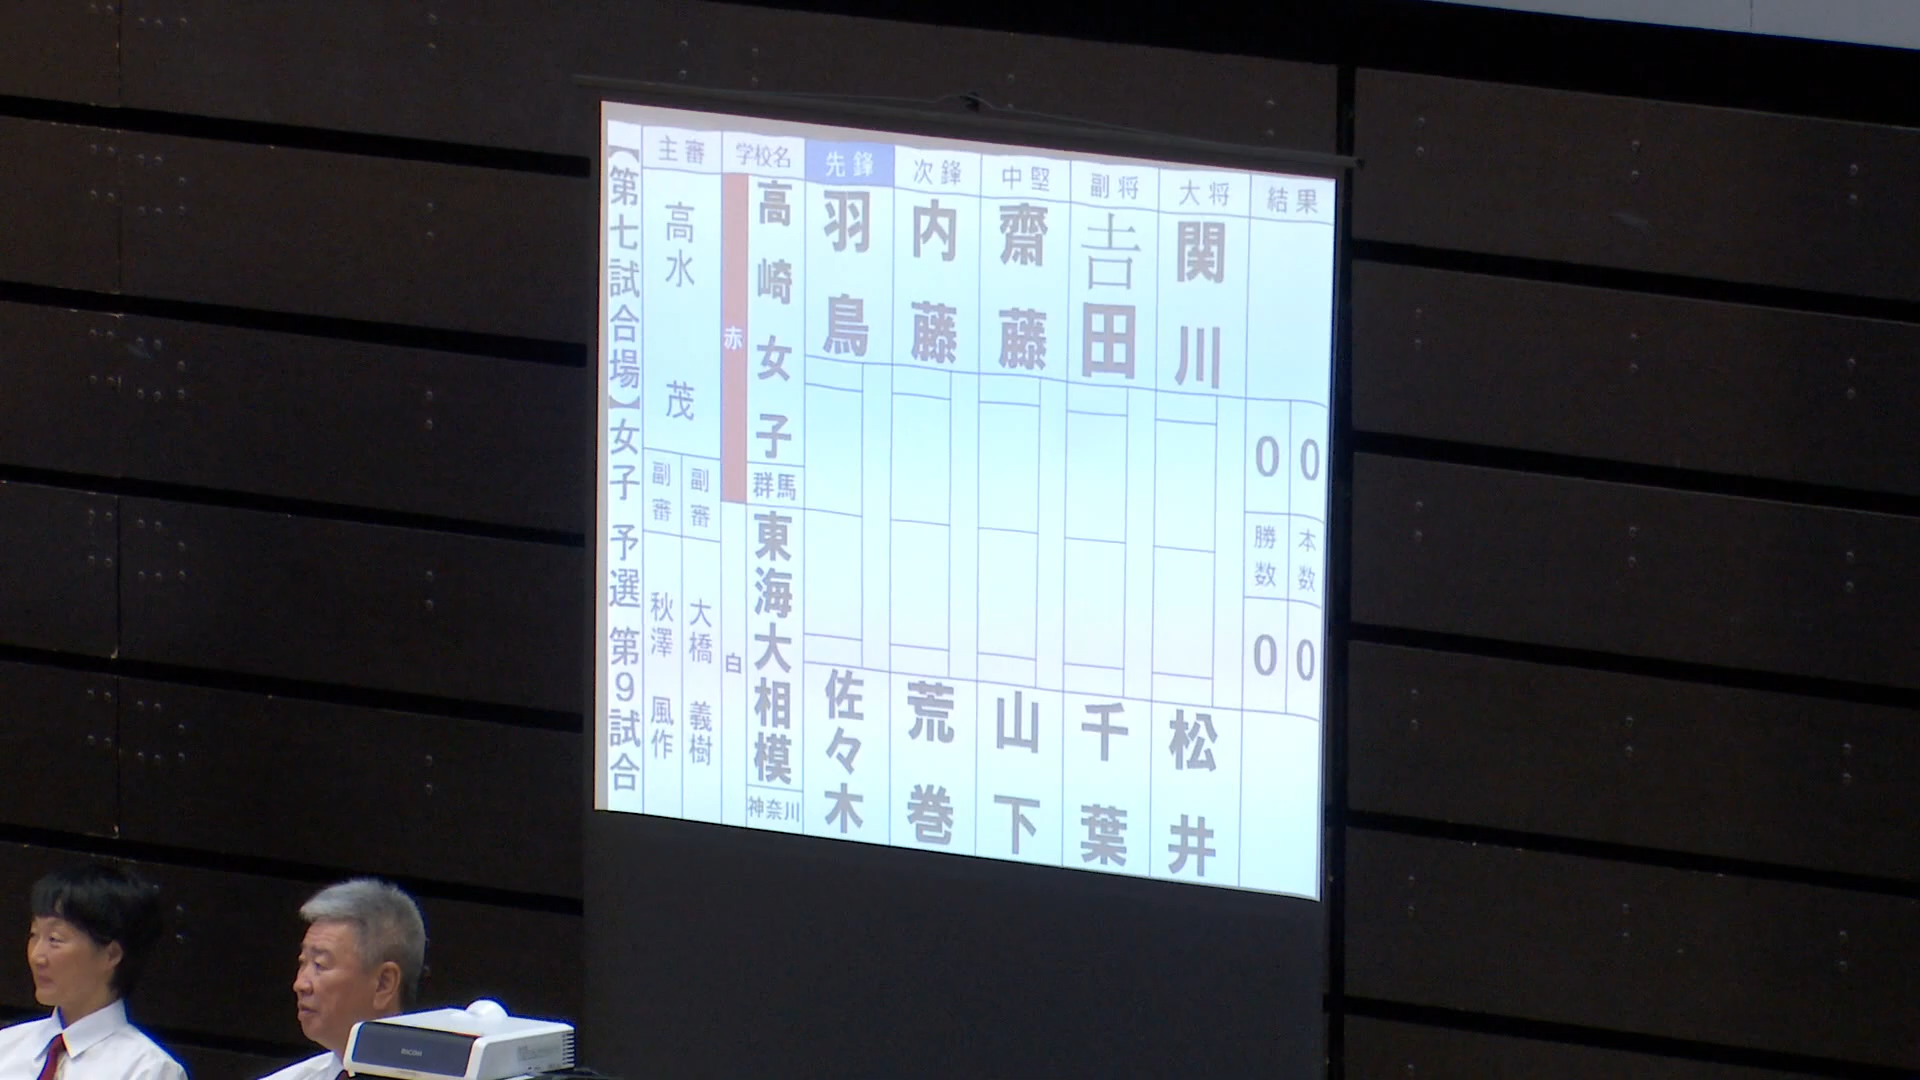 【第七試合場】女子 予選 第9試合
主審
高水 茂
副審
副審
秋澤 風作
大橋 義樹
学校名
赤
高崎女子
群馬
白
東海大相模
神奈川
先鋒
羽鳥
佐々木
次鋒
内藤
荒巻
中堅
齋藤
山下
副将
𠮷田
千葉
大将
関川
松井
結果
0
0
勝数
本数
0
0
RICOH